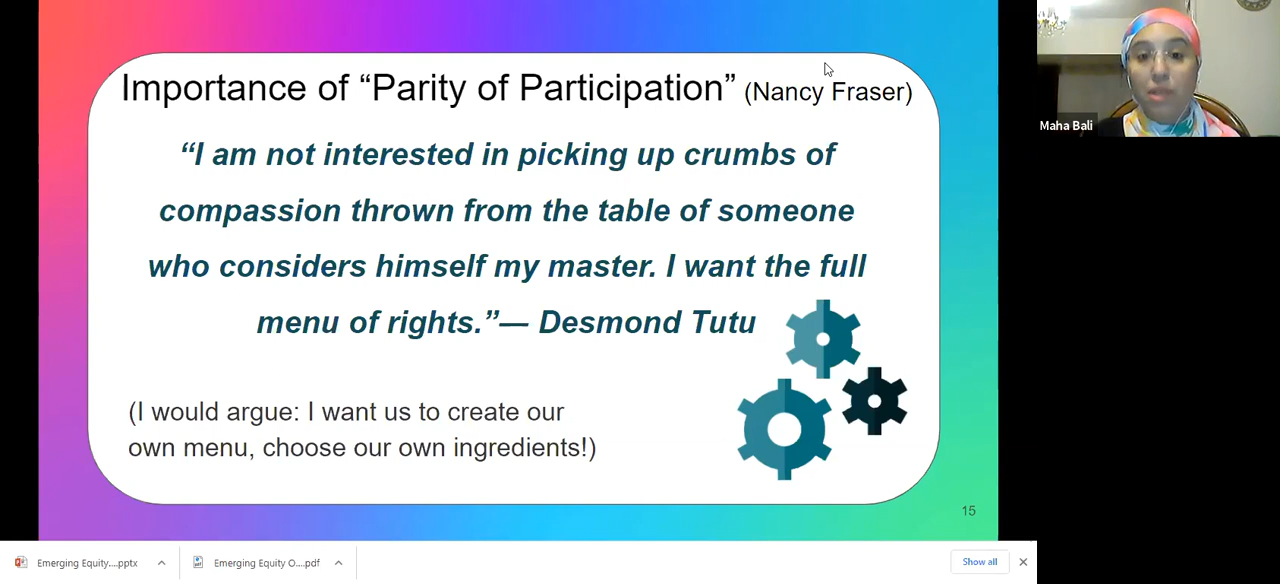 Importance of “Parity of Participation” (Nancy Fraser)
“I am not interested in picking up crumbs of
compassion thrown from the table of someone
who considers himself my master. I want the full
menu of rights.”— Desmond Tutu
(I would argue: I want us to create our
own menu, choose our own ingredients!)
15
Maha Bali
Emerging Equity....pptx
Emerging Equity O....pdf
Show all